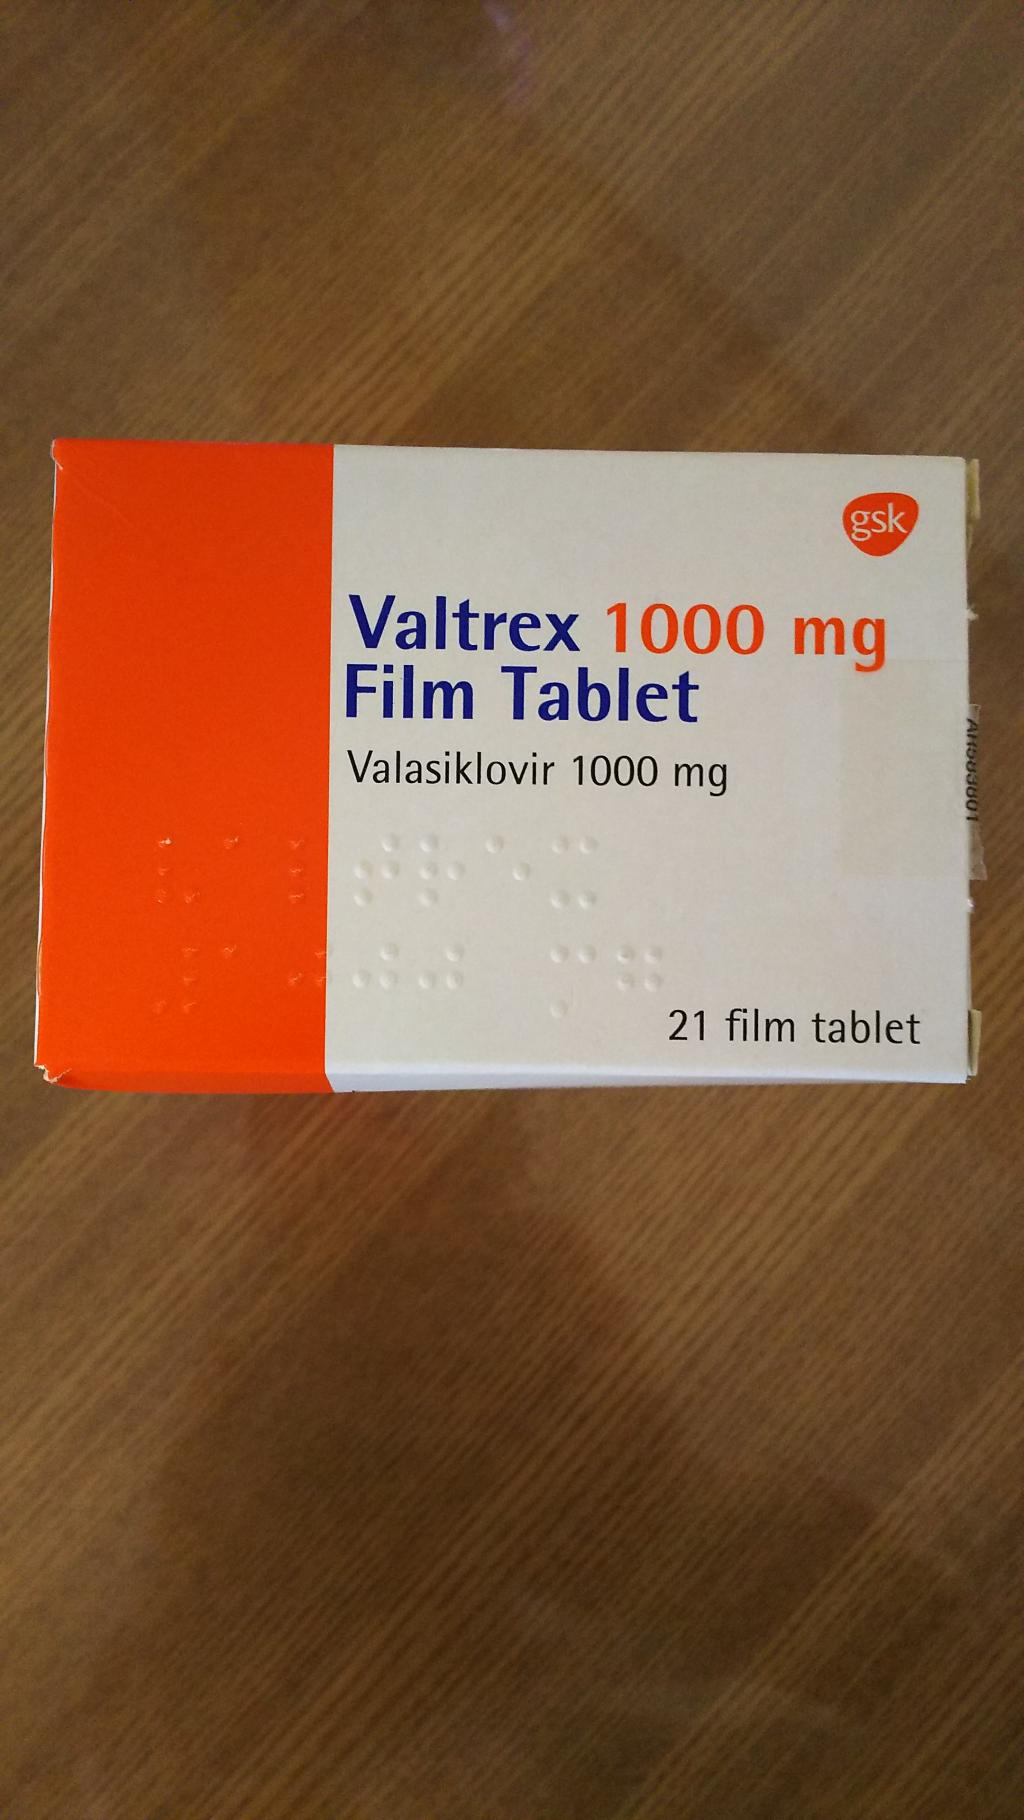 gsk
Valtrex 1000 mg
Film Tablet
Valasiklovir 1000 mg
21 film tablet